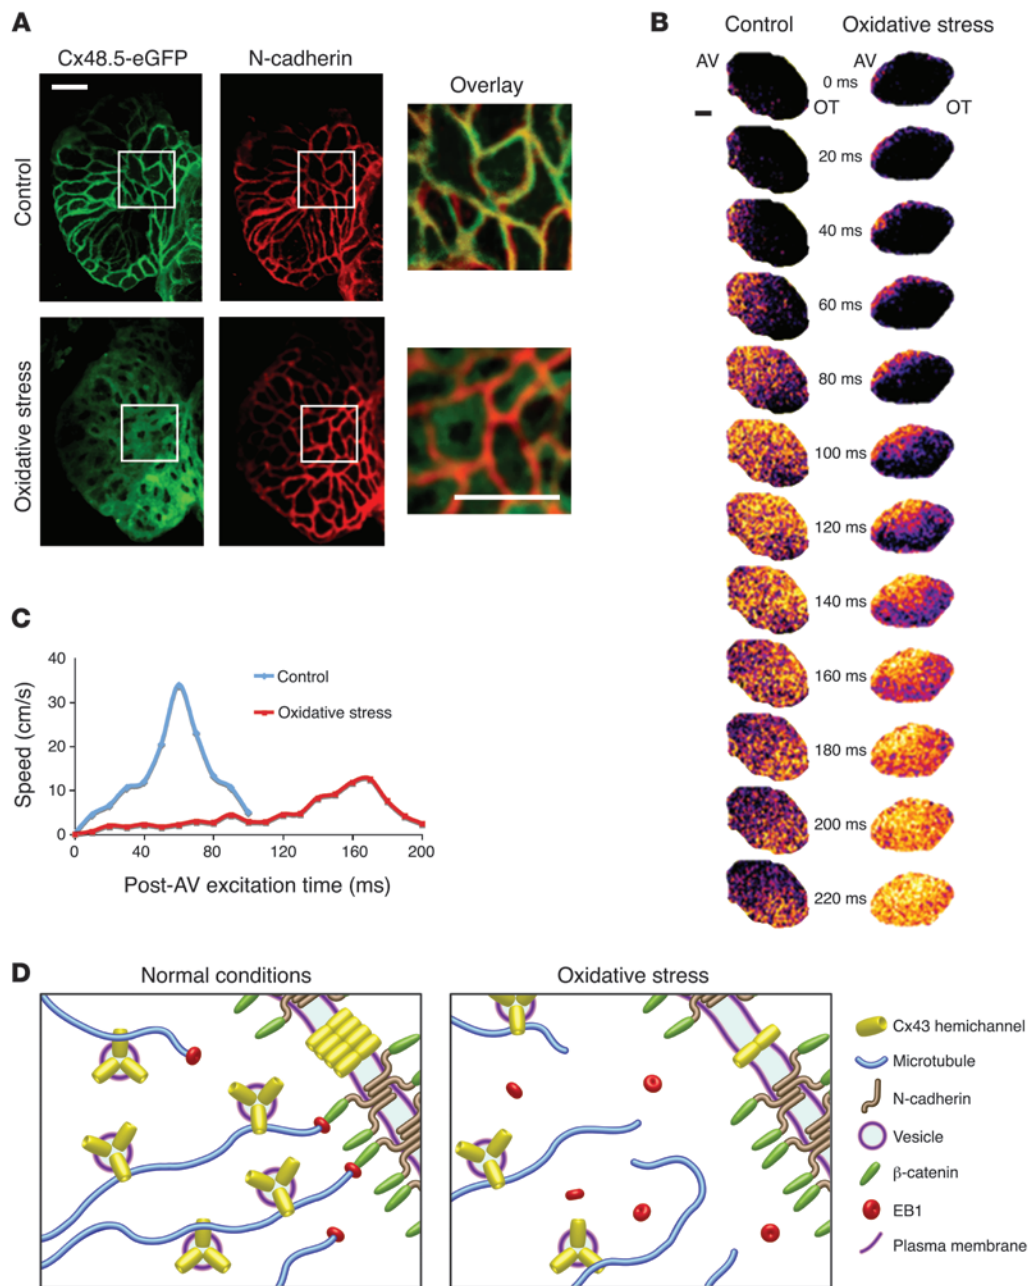 A
Cx48.5-eGFP
N-cadherin
Overlay
Control
Oxidative stress
B
Control
Oxidative stress
AV
AV
0 ms
OT
OT
20 ms
40 ms
60 ms
80 ms
100 ms
120 ms
140 ms
160 ms
180 ms
200 ms
220 ms
C
Speed (cm/s)
40
30
20
10
0
Control
Oxidative stress
0
40
80
120
160
200
Post-AV excitation time (ms)
D
Normal conditions
Oxidative stress
Cx43 hemichannel
Microtubule
N-cadherin
Vesicle
β-catenin
EB1
Plasma membrane